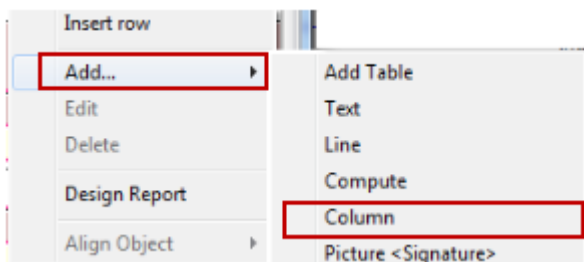 Insert row
Add...
Edit
Delete
Design Report
Align Object
Add Table
Text
Line
Compute
Column
Picture <Signature>